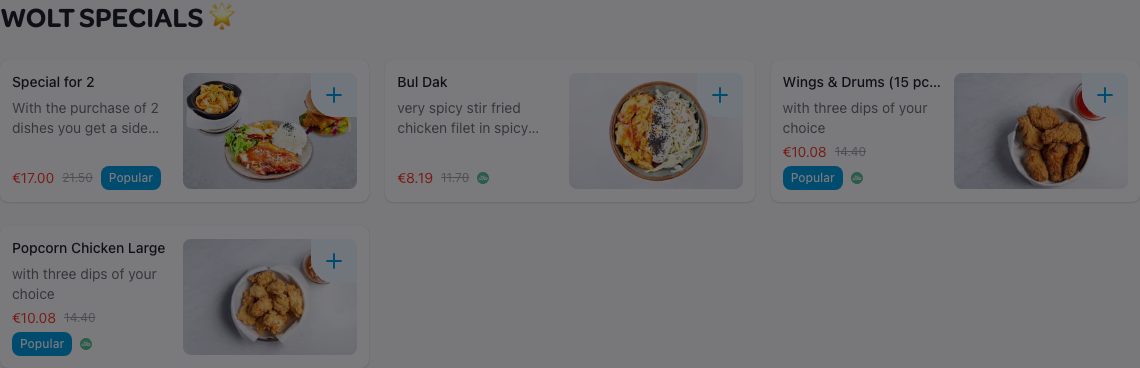 WOLT SPECIALS 🌟
Special for 2
With the purchase of 2
dishes you get a side...
€17.00 21.50 Popular
Bul Dak
very spicy stir fried
chicken filet in spicy...
€8.19 11.70
Wings & Drums (15 pc...
with three dips of your
choice
€10.08 14.40
Popular
Popcorn Chicken Large
with three dips of your
choice
€10.08 14.40
Popular